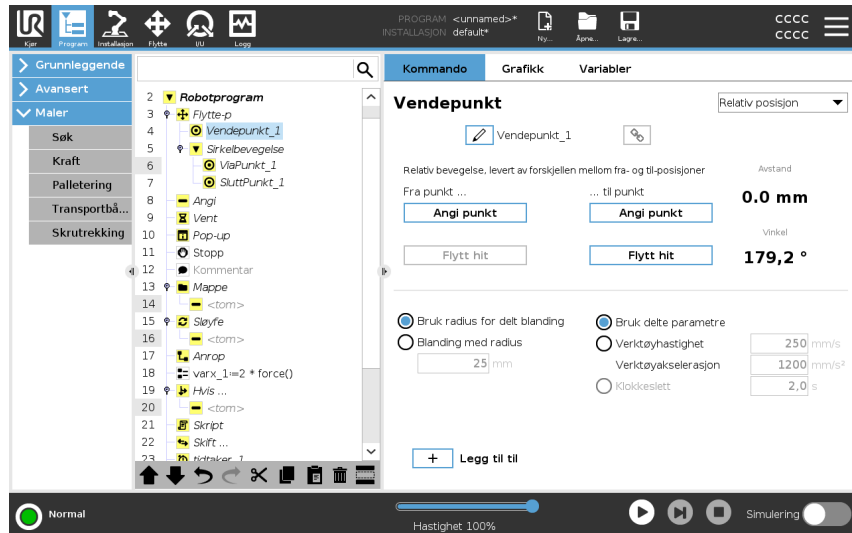 UR
Kjør
Program
Installasjon
Flytte
I/U
Logg
PROGRAM <unnamed>*
INSTALLASJON default*
Ny...
Åpne...
Lagre...
cccc
cccc
Grunnleggende
Avansert
Maler
Søk
Kraft
Palletering
Transportbå...
Skrutrekking
2 Robotprogram
3 Flytte-p
4 Vendepunkt_1
5 Sirkelbevegelse
6 ViaPunkt_1
7 SluttPunkt_1
8 Angi
9 Vent
10 Pop-up
11 Stopp
12 Kommentar
13 Mappe
14 <tom>
15 Sløyfe
16 <tom>
17 Anrop
18 varx_1≔2 * force()
19 Hvis ...
20 <tom>
21 Skript
22 Skift ...
23 tidtaker_1
Kommando
Grafikk
Variabler
Vendepunkt
Relativ posisjon
Vendepunkt_1
Relativ bevegelse, levert av forskjellen mellom fra- og til-posisjoner
Fra punkt ...
... til punkt
Angi punkt
Angi punkt
Flytt hit
Flytt hit
Avstand
0.0 mm
Vinkel
179,2 °
Bruk radius for delt blanding
Blanding med radius
25 mm
Bruk delte parametre
Verktøyhastighet 250 mm/s
Verktøyakselerasjon 1200 mm/s²
Klokkeslett 2,0 s
+ Legg til til
Normal
Hastighet 100%
Simulering